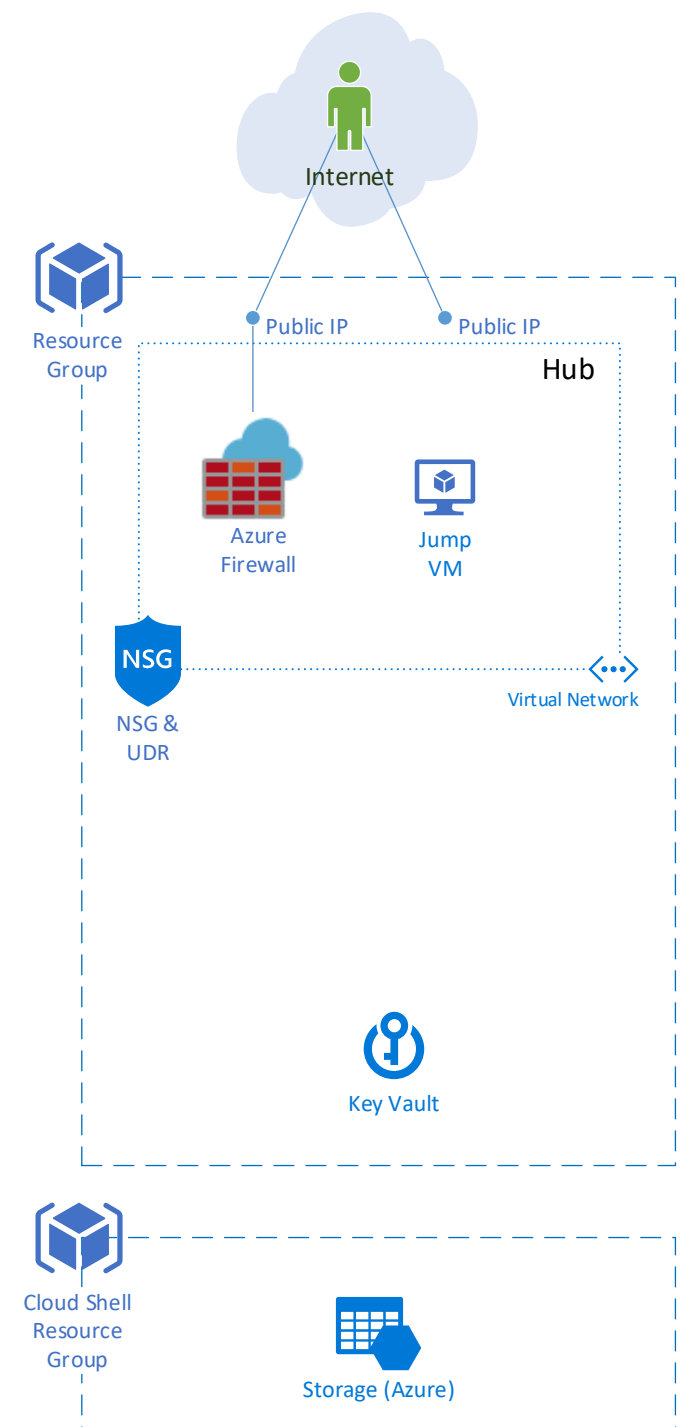 Internet
Public IP
Public IP
Resource
Group
Hub
Azure
Firewall
Jump
VM
NSG
Virtual Network
NSG &
UDR
Key Vault
Cloud Shell
Resource
Group
Storage (Azure)